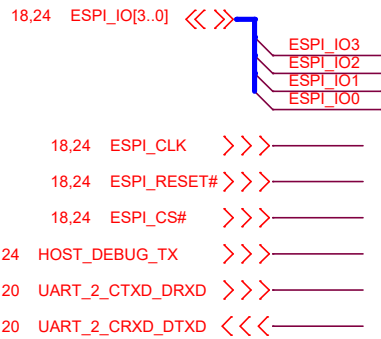 18,24 ESPI_IO[3..0]
ESPI_IO3
ESPI_IO2
ESPI_IO1
ESPI_IO0
18,24 ESPI_CLK
18,24 ESPI_RESET#
18,24 ESPI_CS#
24 HOST_DEBUG_TX
20 UART_2_CTXD_DRXD
20 UART_2_CRXD_DTXD